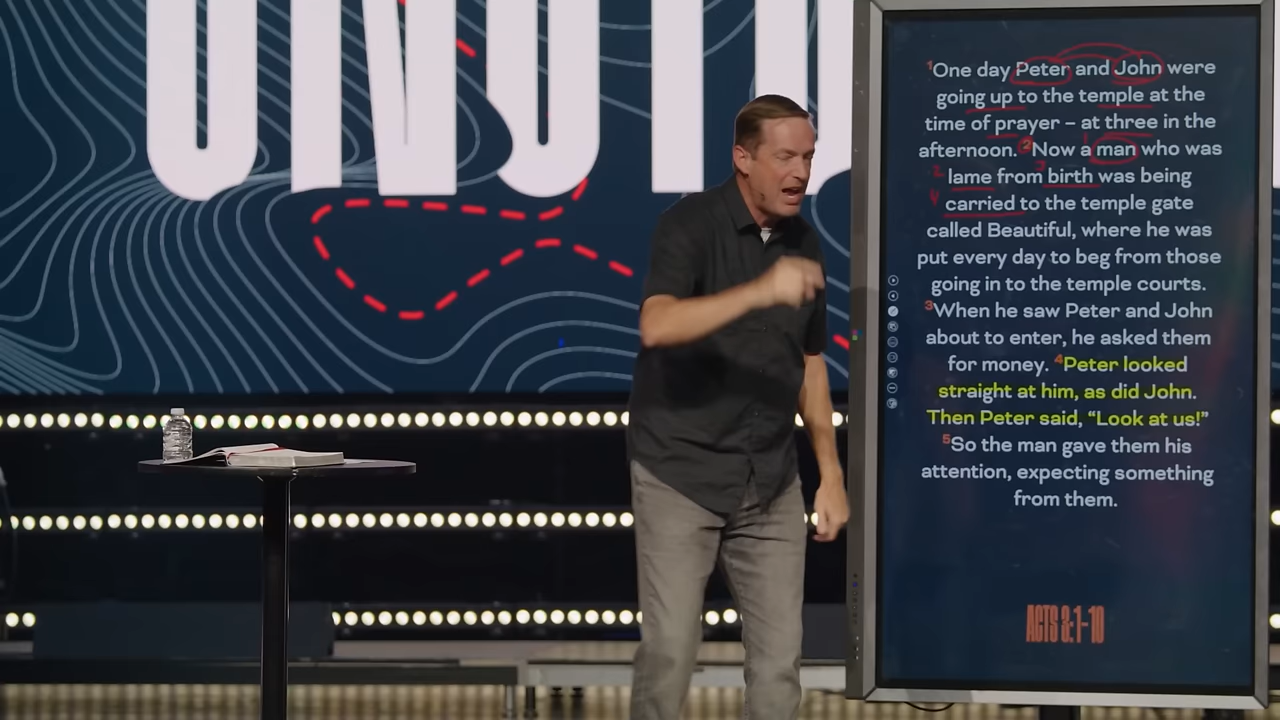 ¹One day Peter and John were
going up to the temple at the
time of prayer – at three in the
afternoon. ²Now a man who was
lame from birth was being
carried to the temple gate
called Beautiful, where he was
put every day to beg from those
going in to the temple courts.
³When he saw Peter and John
about to enter, he asked them
for money. ⁴Peter looked
straight at him, as did John.
Then Peter said, “Look at us!”
⁵So the man gave them his
attention, expecting something
from them.
ACTS 3:1-10